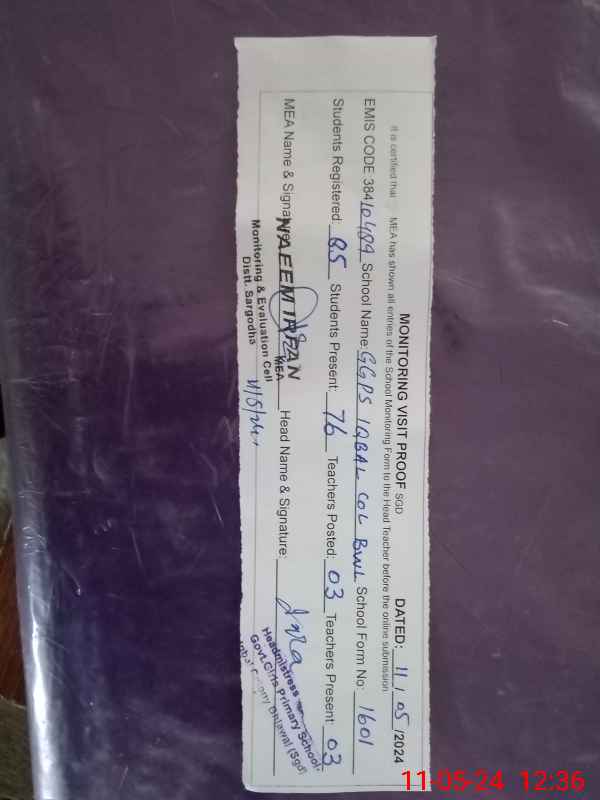 MONITORING VISIT PROOF SGD DATED: 11/05/2024
It is certified that MEA has shown all entries of the School Monitoring Form to the Head Teacher before the online submission
EMIS CODE 38410489 School Name: GGPS IQBAL COL BWL School Form No: 1601
Students Registered: 85 Students Present: 76 Teachers Posted: 03 Teachers Present: 03
MEA Name & Signature: NAEEM IRFAN Head Name & Signature:
MEA
Monitoring & Evaluation Cell
Distt. Sargodha
11/5/24
Headmistress
Govt. Girls Primary School
Colony Bhalwal (Sgd)
11-05-24 12:36